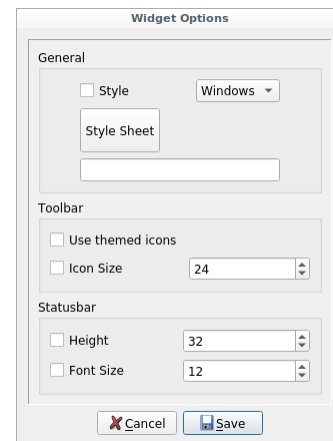 Widget Options
General
Style
Windows
Style Sheet
Toolbar
Use themed icons
Icon Size
24
Statusbar
Height
32
Font Size
12
Cancel
Save